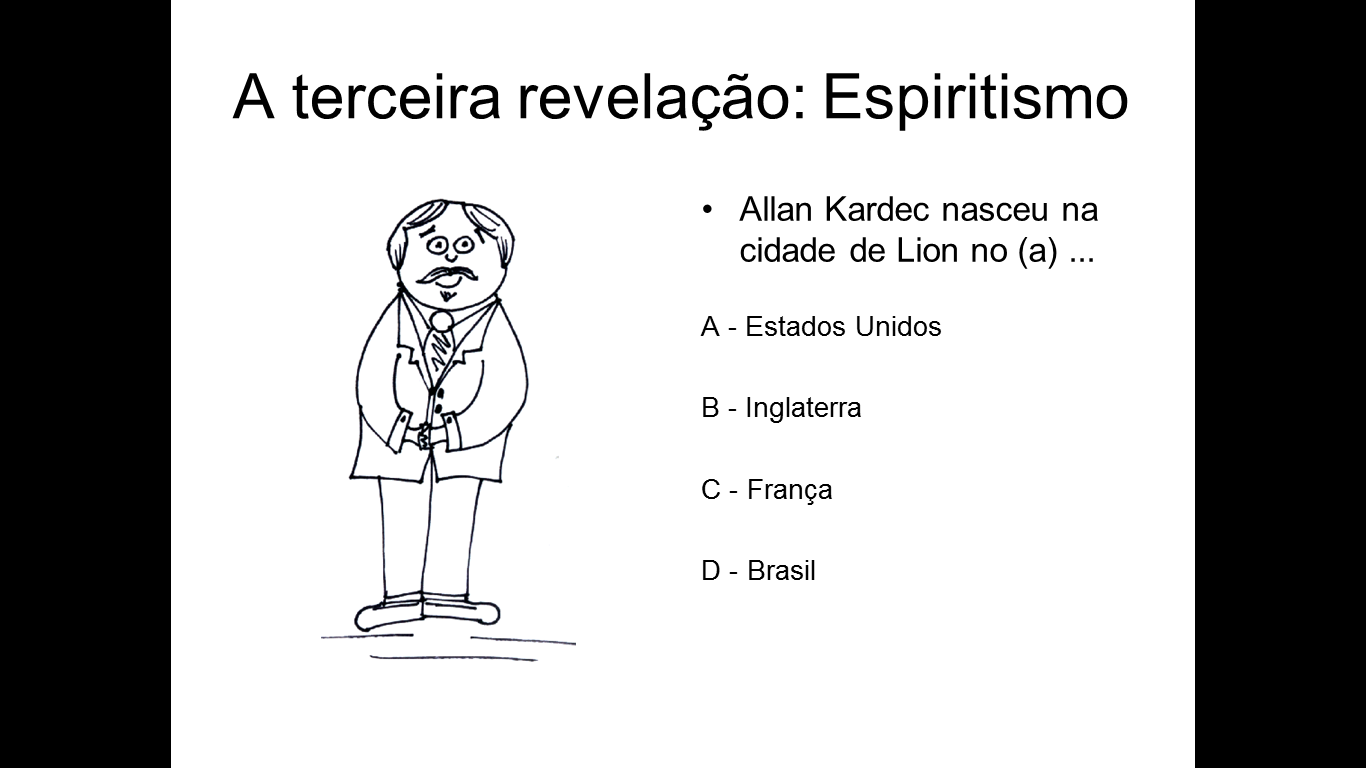 A terceira revelação: Espiritismo
• Allan Kardec nasceu na
cidade de Lion no (a) ...
A - Estados Unidos
B - Inglaterra
C - França
D - Brasil